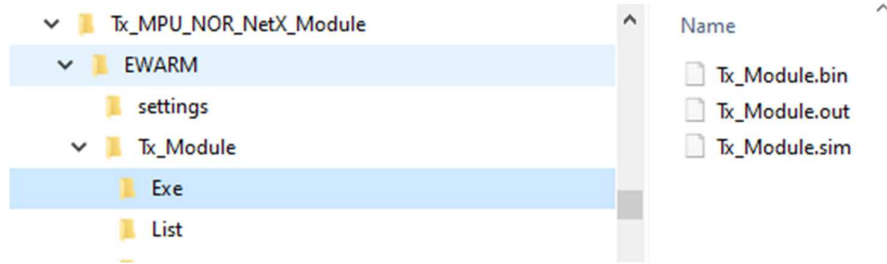 Tx_MPU_NOR_NetX_Module
EWARM
settings
Tx_Module
Exe
List
Name
Tx_Module.bin
Tx_Module.out
Tx_Module.sim